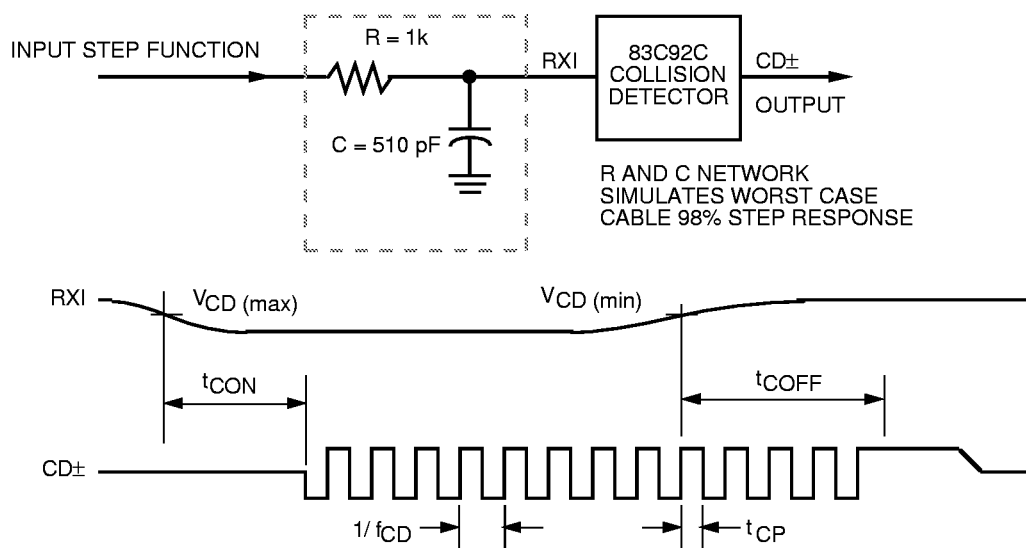 INPUT STEP FUNCTION
R = 1k
C = 510 pF
RXI
83C92C
COLLISION
DETECTOR
CD±
OUTPUT
R AND C NETWORK
SIMULATES WORST CASE
CABLE 98% STEP RESPONSE
RXI
VCD (max)
VCD (min)
tCON
tCOFF
CD±
1/ fCD
tCP